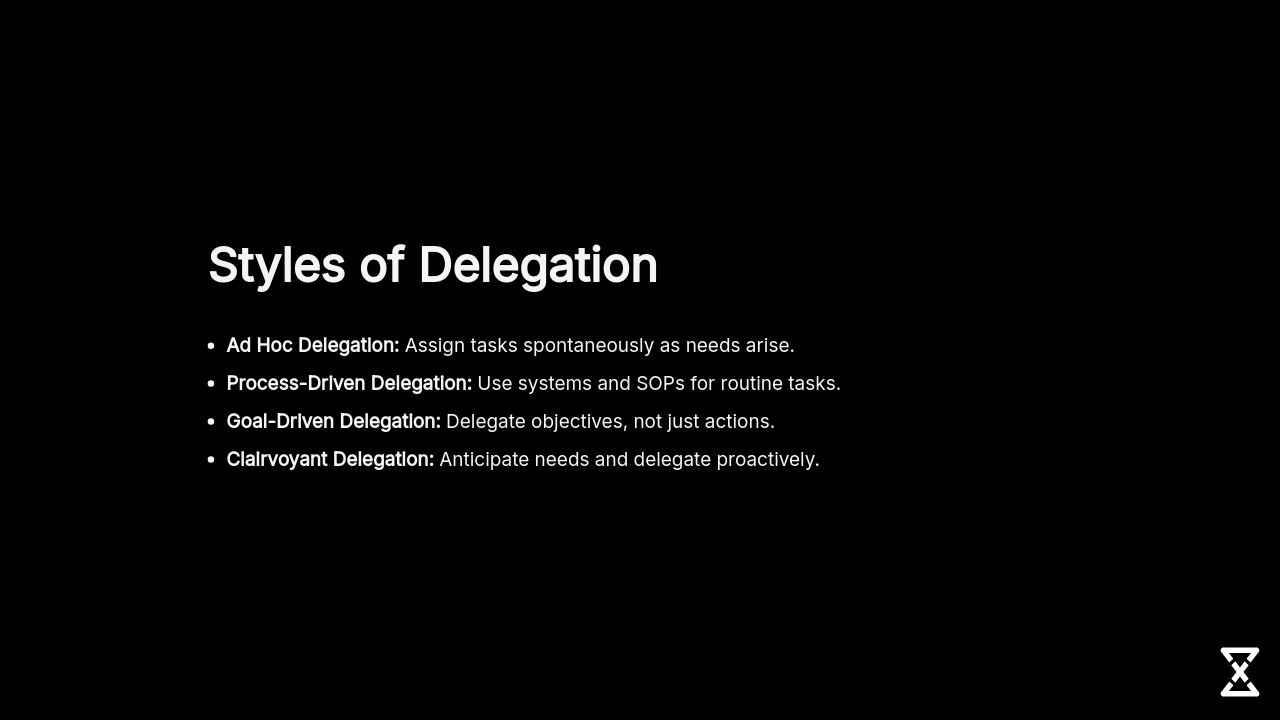 Styles of Delegation
• Ad Hoc Delegation: Assign tasks spontaneously as needs arise.
• Process-Driven Delegation: Use systems and SOPs for routine tasks.
• Goal-Driven Delegation: Delegate objectives, not just actions.
• Clairvoyant Delegation: Anticipate needs and delegate proactively.